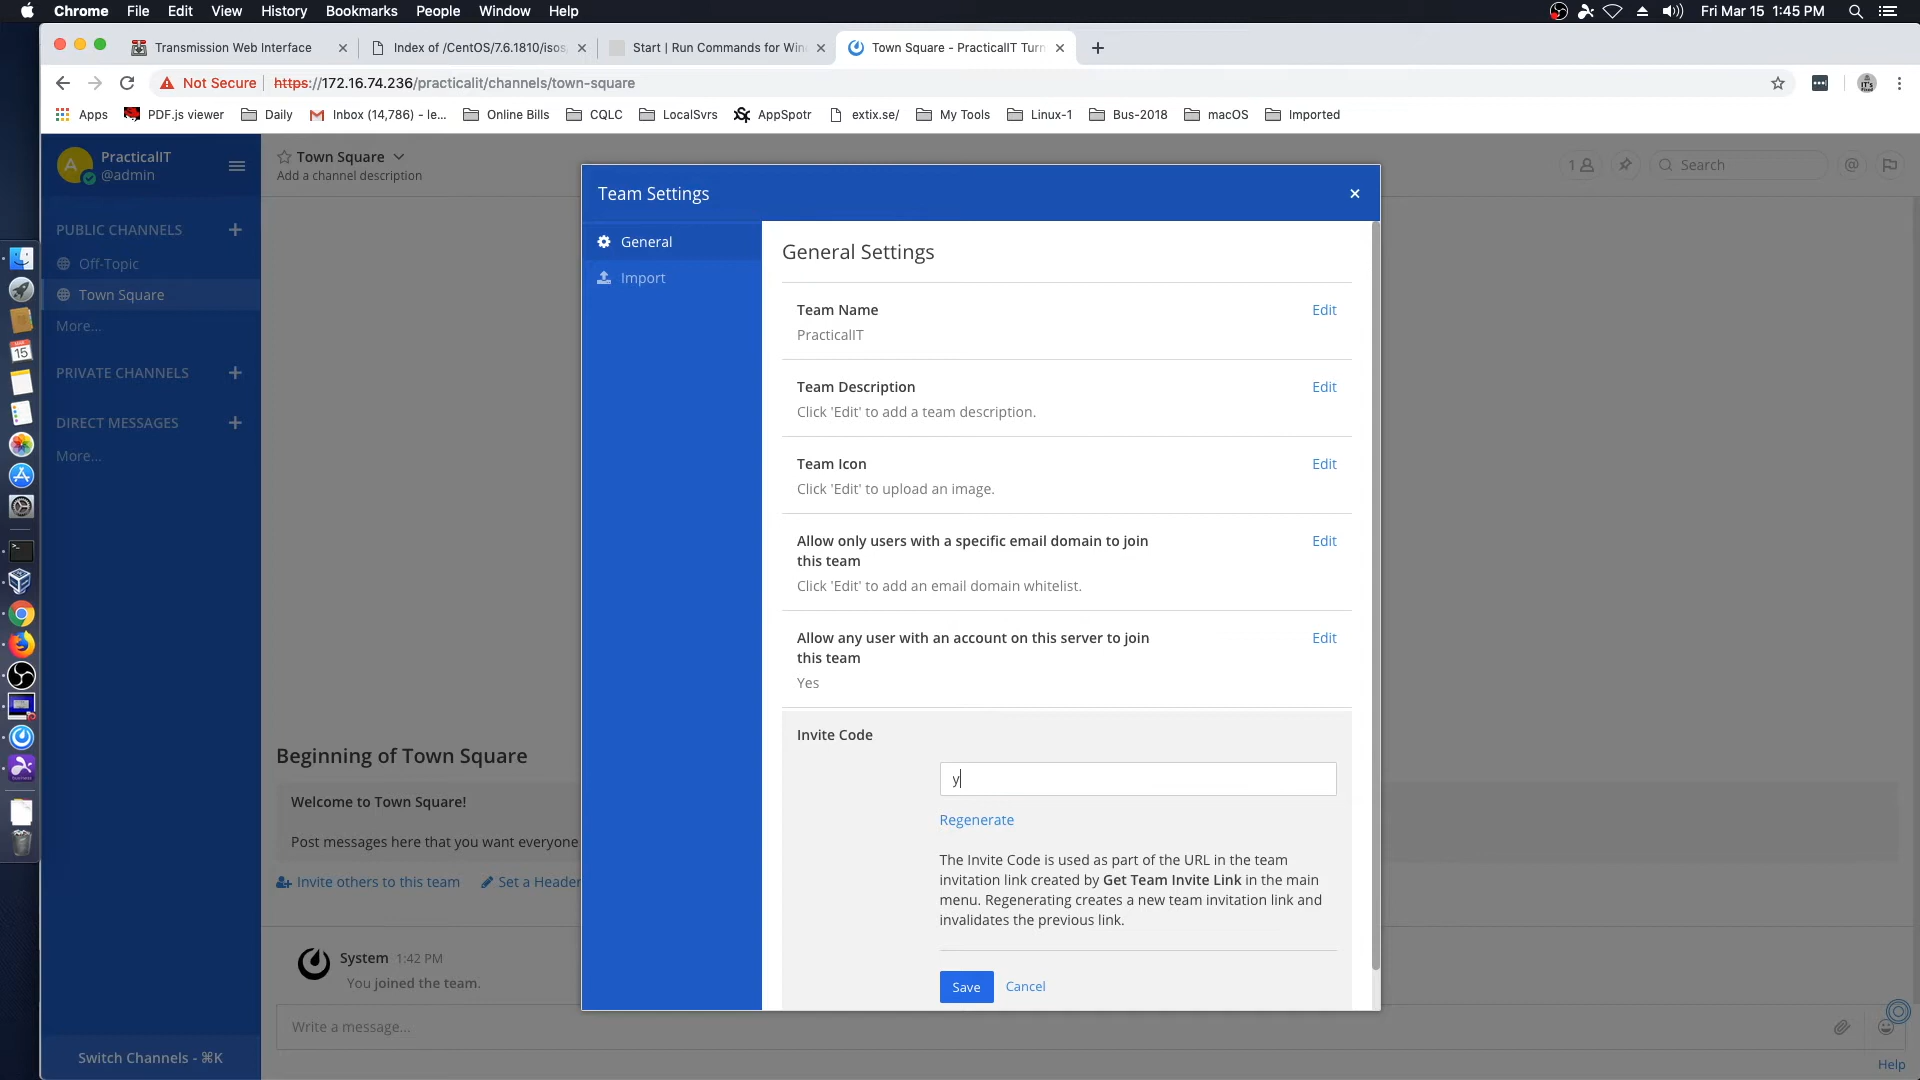 Chrome File Edit View History Bookmarks People Window Help
Fri Mar 15 1:45 PM
Transmission Web Interface
Index of /CentOS/7.6.1810/isos
Start | Run Commands for Win
Town Square - PracticalIT Turn
Not Secure https://172.16.74.236/practicalit/channels/town-square
Apps PDF.js viewer Daily Inbox (14,786) - le... Online Bills CQLC LocalSvrs AppSpotr extix.se/ My Tools Linux-1 Bus-2018 macOS Imported
A
PracticalIT
@admin
Town Square
Add a channel description
1
Search
@
PUBLIC CHANNELS +
Off-Topic
Town Square
More...
PRIVATE CHANNELS +
DIRECT MESSAGES +
More...
Switch Channels - ⌘K
Team Settings
General
Import
General Settings
Team Name Edit
PracticalIT
Team Description Edit
Click 'Edit' to add a team description.
Team Icon Edit
Click 'Edit' to upload an image.
Allow only users with a specific email domain to join Edit
this team
Click 'Edit' to add an email domain whitelist.
Allow any user with an account on this server to join Edit
this team
Yes
Invite Code
y
Regenerate
The Invite Code is used as part of the URL in the team
invitation link created by Get Team Invite Link in the main
menu. Regenerating creates a new team invitation link and
invalidates the previous link.
Save Cancel
Beginning of Town Square
Welcome to Town Square!
Post messages here that you want everyone
Invite others to this team Set a Header
System 1:42 PM
You joined the team.
Write a message...
Help
15